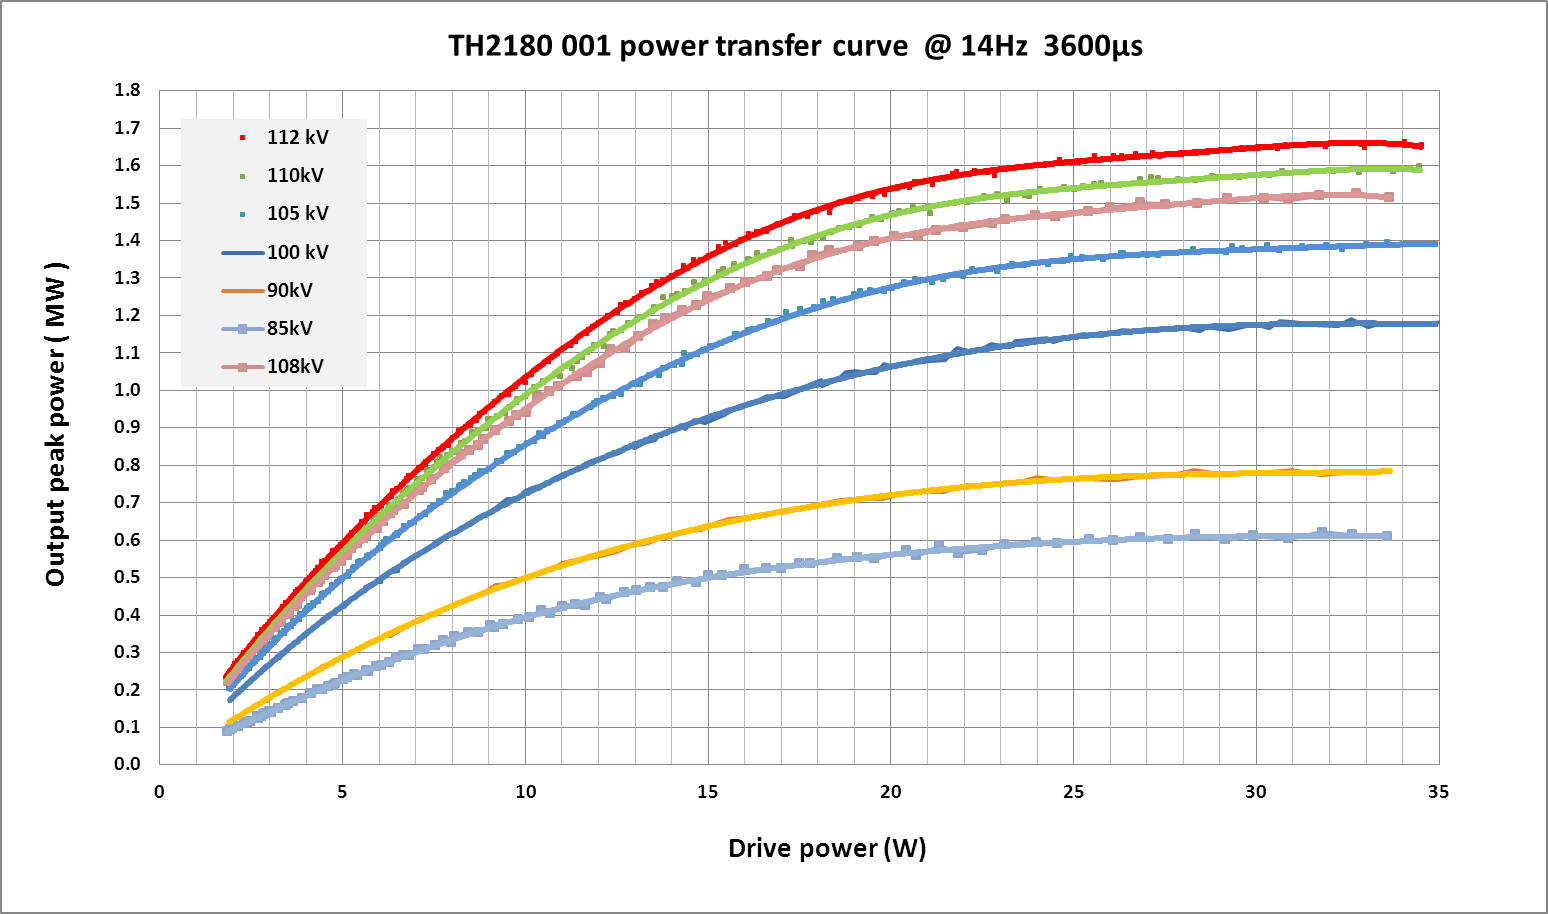 TH2180 001 power transfer curve @ 14Hz 3600µs
Output peak power ( MW )
1.8
1.7
1.6
1.5
1.4
1.3
1.2
1.1
1.0
0.9
0.8
0.7
0.6
0.5
0.4
0.3
0.2
0.1
0.0
112 kV
110kV
105 kV
100 kV
90kV
85kV
108kV
0 5 10 15 20 25 30 35
Drive power (W)